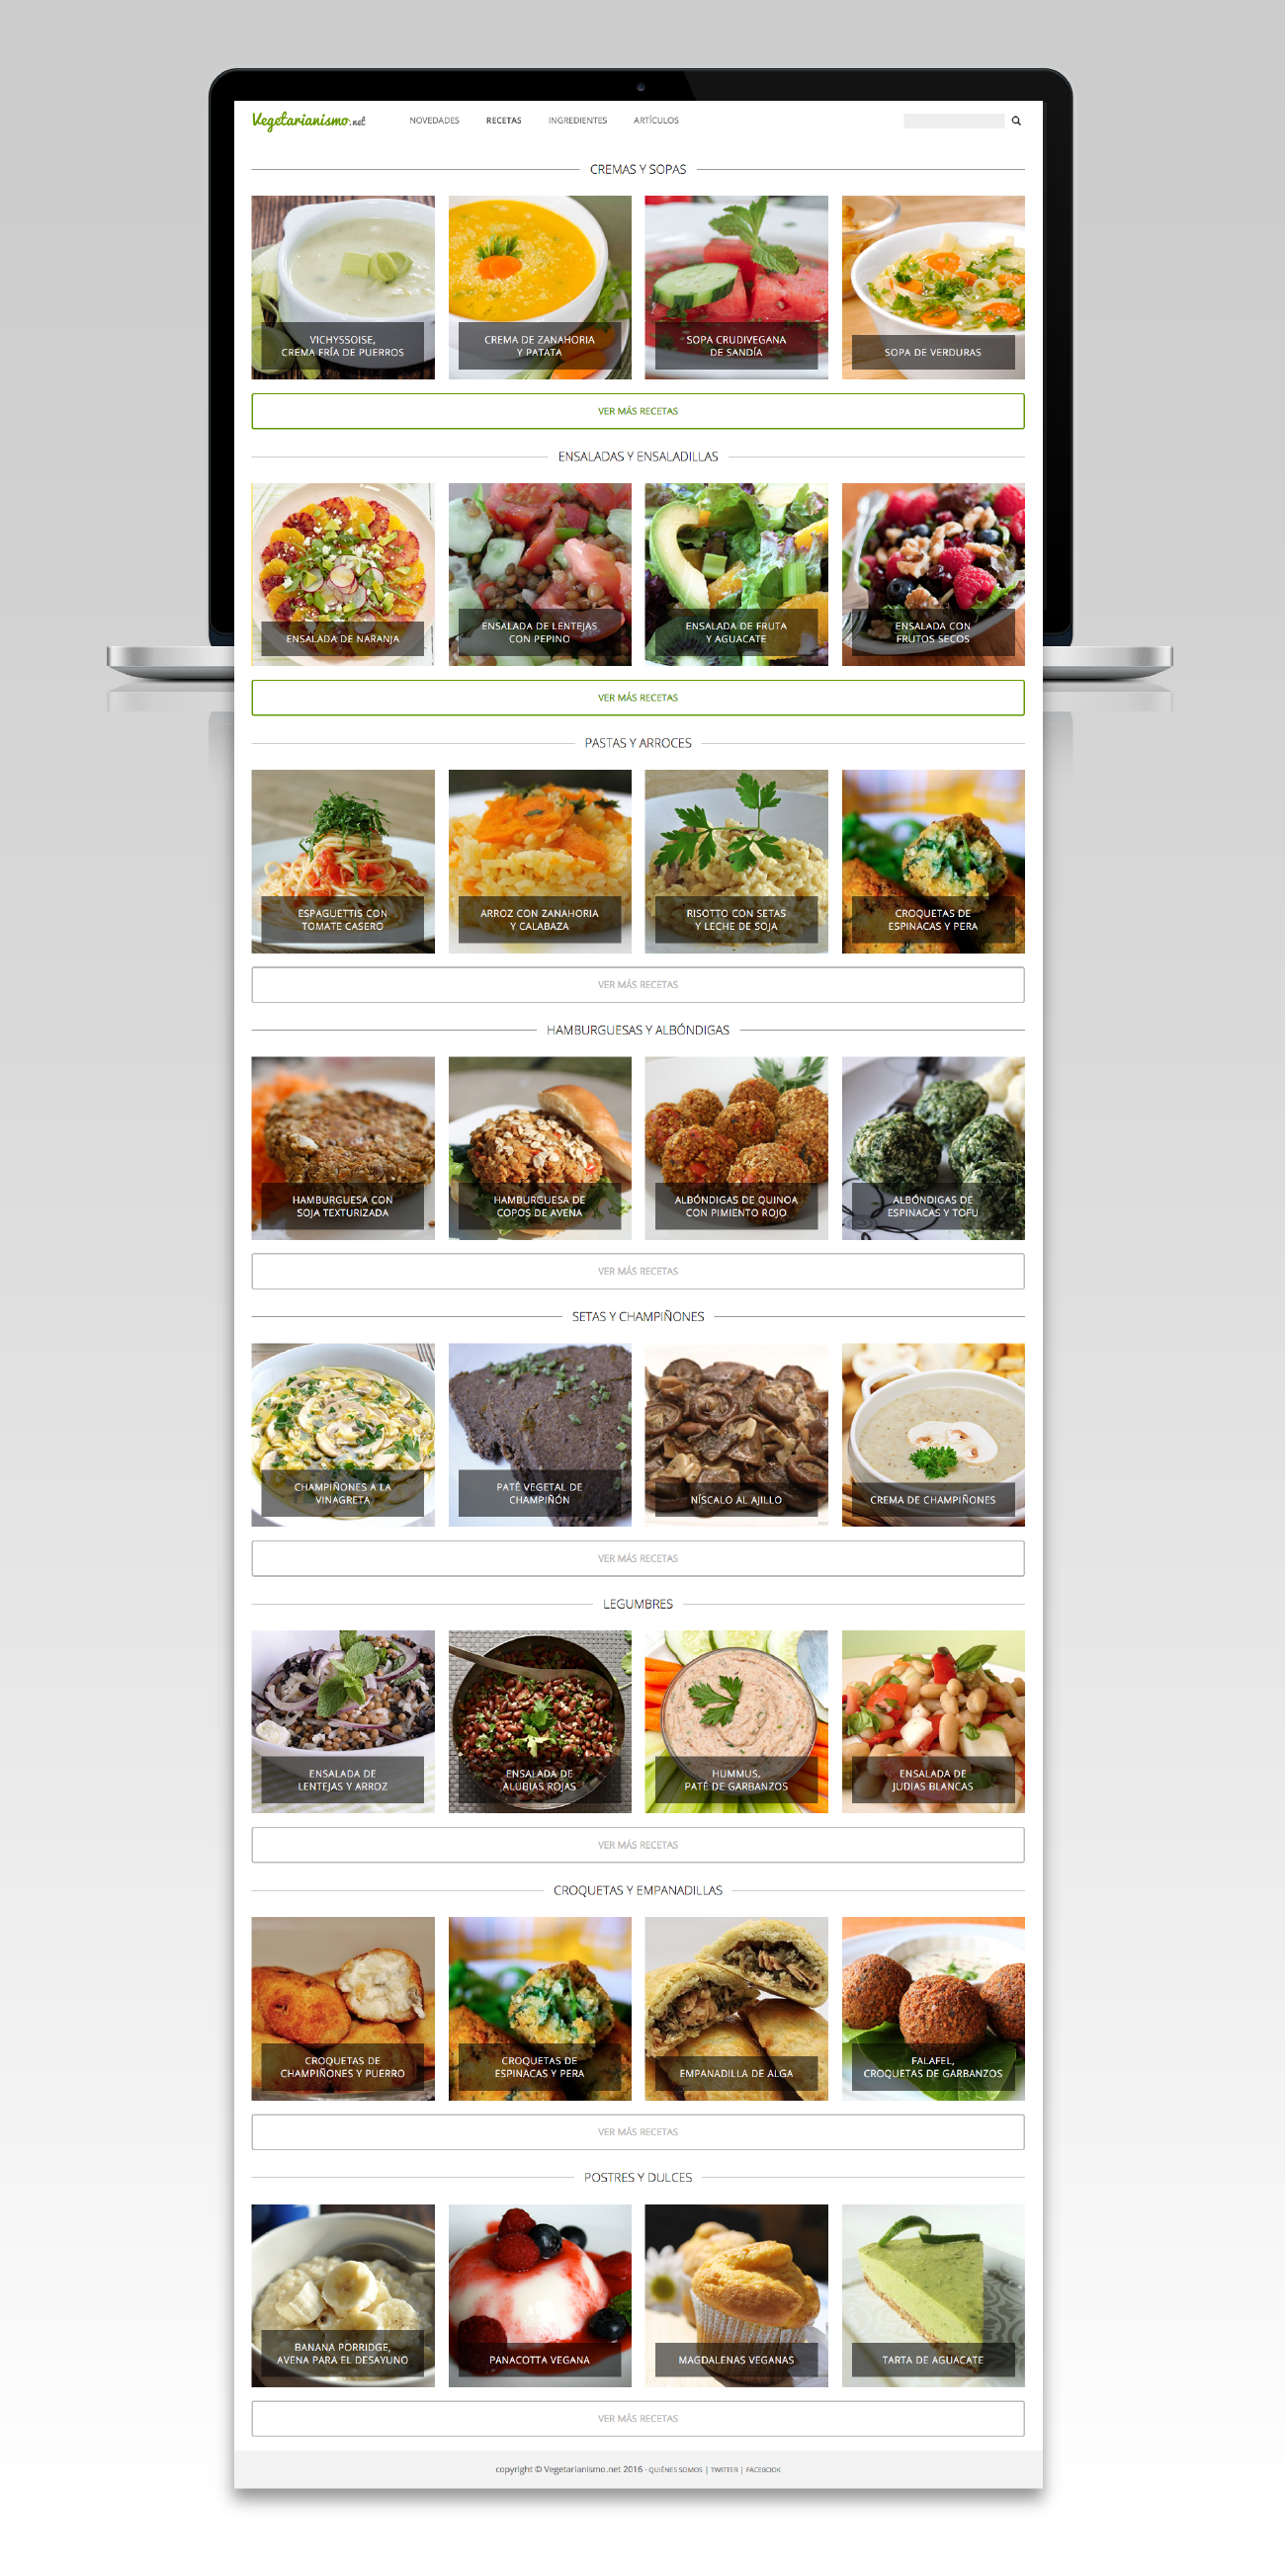 Vegetarianismo.net
NOVEDADES
RECETAS
INGREDIENTES
ARTÍCULOS
CREMAS Y SOPAS
VICHYSSOISE,
CREMA FRÍA DE PUERROS
CREMA DE ZANAHORIA
Y PATATA
SOPA CRUDIVEGANA
DE SANDÍA
SOPA DE VERDURAS
VER MÁS RECETAS
ENSALADAS Y ENSALADILLAS
ENSALADA DE NARANJA
ENSALADA DE LENTEJAS
CON PEPINO
ENSALADA DE FRUTA
Y AGUACATE
ENSALADA CON
FRUTOS SECOS
VER MÁS RECETAS
PASTAS Y ARROCES
ESPAGUETTIS CON
TOMATE CASERO
ARROZ CON ZANAHORIA
Y CALABAZA
RISOTTO CON SETAS
Y LECHE DE SOJA
CROQUETAS DE
ESPINACAS Y PERA
VER MÁS RECETAS
HAMBURGUESAS Y ALBÓNDIGAS
HAMBURGUESA CON
SOJA TEXTURIZADA
HAMBURGUESA DE
COPOS DE AVENA
ALBÓNDIGAS DE QUINOA
CON PIMIENTO ROJO
ALBÓNDIGAS DE
ESPINACAS Y TOFU
VER MÁS RECETAS
SETAS Y CHAMPIÑONES
CHAMPIÑONES A LA
VINAGRETA
PATÉ VEGETAL DE
CHAMPIÑÓN
NÍSCALO AL AJILLO
CREMA DE CHAMPIÑONES
VER MÁS RECETAS
LEGUMBRES
ENSALADA DE
LENTEJAS Y ARROZ
ENSALADA DE
ALUBIAS ROJAS
HUMMUS,
PATÉ DE GARBANZOS
ENSALADA DE
JUDIAS BLANCAS
VER MÁS RECETAS
CROQUETAS Y EMPANADILLAS
CROQUETAS DE
CHAMPIÑONES Y PUERRO
CROQUETAS DE
ESPINACAS Y PERA
EMPANADILLA DE ALGA
FALAFEL,
CROQUETAS DE GARBANZOS
VER MÁS RECETAS
POSTRES Y DULCES
BANANA PORRIDGE,
AVENA PARA EL DESAYUNO
PANACOTTA VEGANA
MAGDALENAS VEGANAS
TARTA DE AGUACATE
VER MÁS RECETAS
copyright © Vegetarianismo.net 2016 - QUIÉNES SOMOS | TWITTER | FACEBOOK